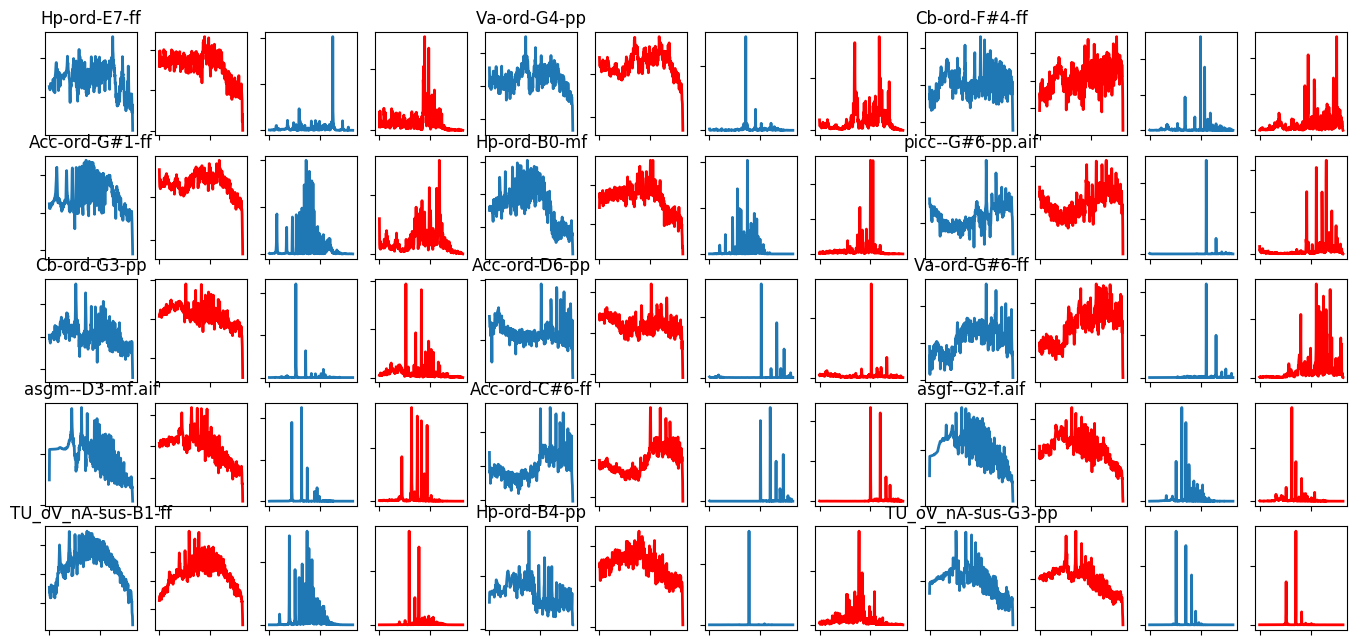 Hp-ord-E7-ff
Va-ord-G4-pp
Cb-ord-F#4-ff
Acc-ord-G#1-ff
Hp-ord-B0-mf
picc--G#6-pp.aif
Cb-ord-G3-pp
Acc-ord-D6-pp
Va-ord-G#6-ff
asgm--D3-mf.aif
Acc-ord-C#6-ff
asgf--G2-f.aif
TU_oV_nA-sus-B1-ff
Hp-ord-B4-pp
TU_oV_nA-sus-G3-pp